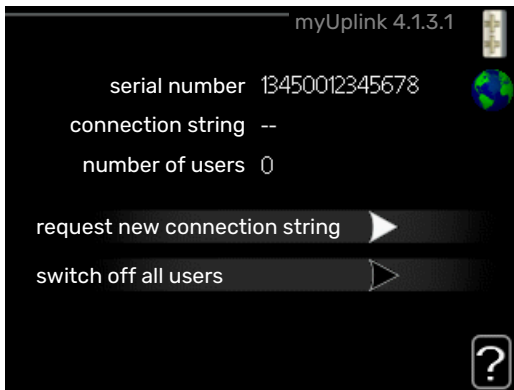 myUplink 4.1.3.1
serial number 13450012345678
connection string --
number of users 0
request new connection string
switch off all users
?